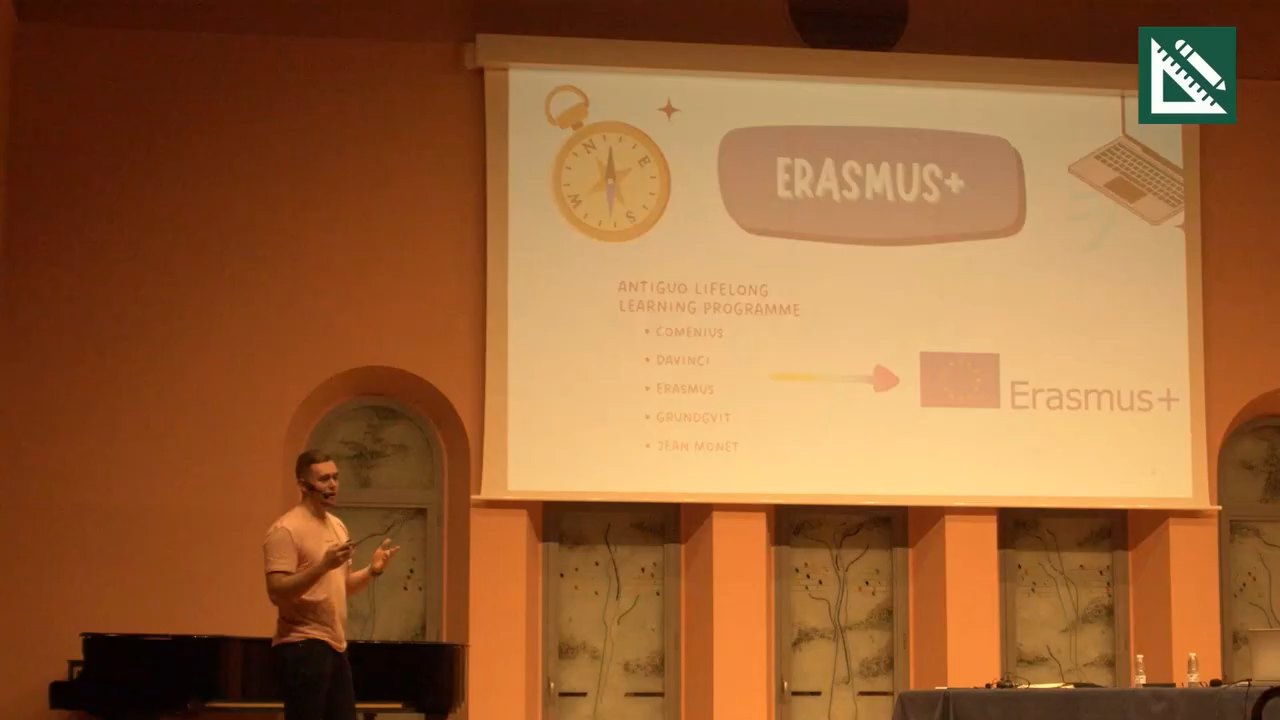 N
E
S
W
ERASMUS+
ANTIGUO LIFELONG
LEARNING PROGRAMME
• COMENIUS
• DAVINCI
• ERASMUS
• GRUNDGVIT
• JEAN MONET
Erasmus+